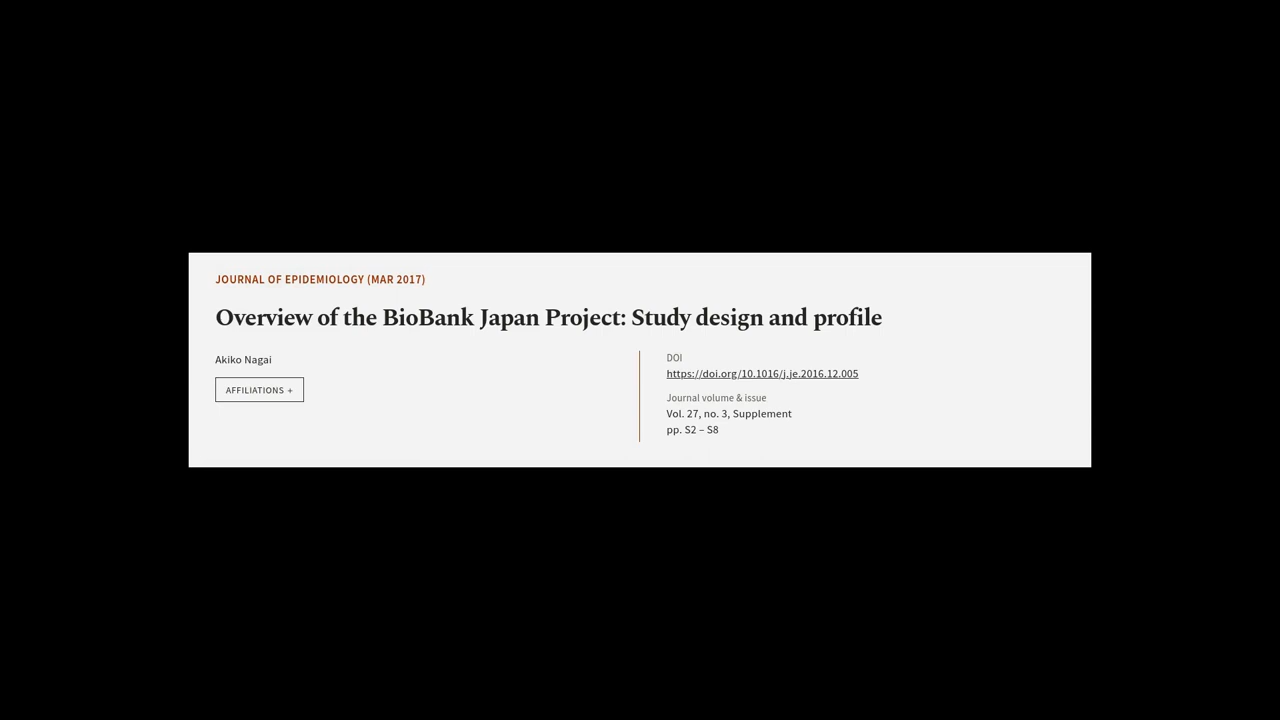 JOURNAL OF EPIDEMIOLOGY (MAR 2017)
Overview of the BioBank Japan Project: Study design and profile
Akiko Nagai
AFFILIATIONS +
DOI
https://doi.org/10.1016/j.je.2016.12.005
Journal volume & issue
Vol. 27, no. 3, Supplement
pp. S2 – S8